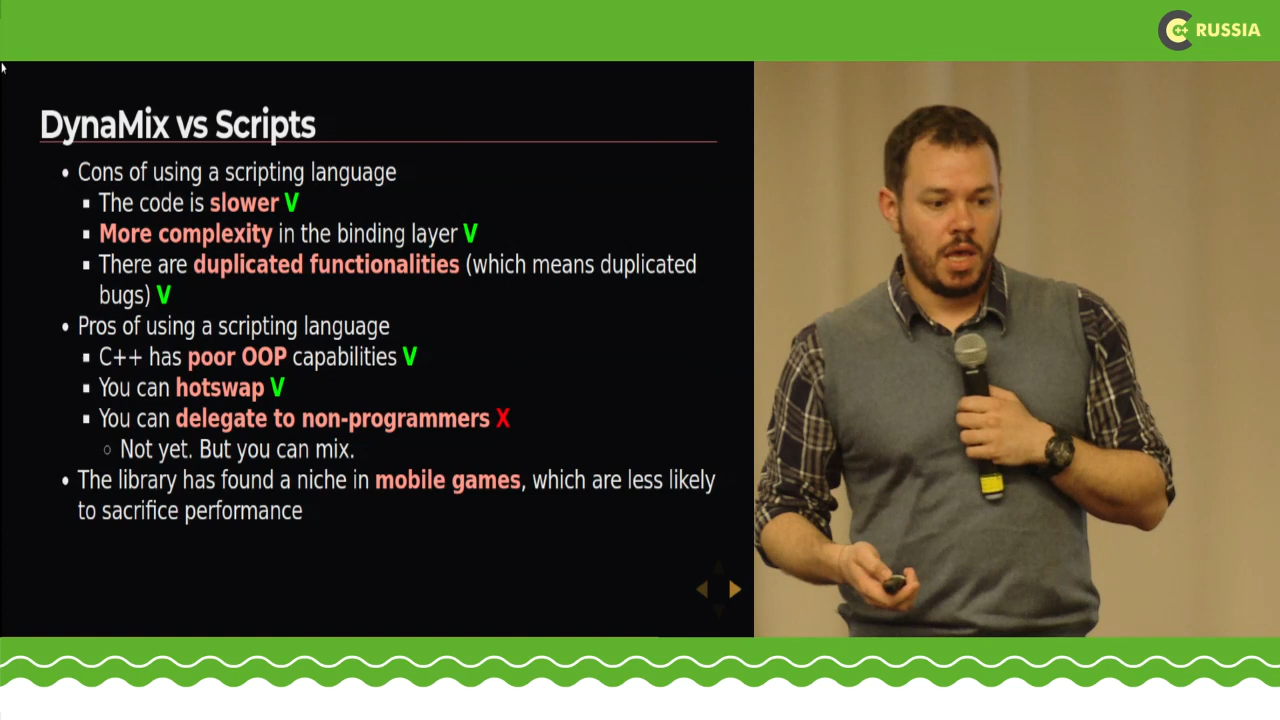 C++ RUSSIA
DynaMix vs Scripts
• Cons of using a scripting language
▪ The code is slower V
▪ More complexity in the binding layer V
▪ There are duplicated functionalities (which means duplicated
bugs) V
• Pros of using a scripting language
▪ C++ has poor OOP capabilities V
▪ You can hotswap V
▪ You can delegate to non-programmers X
○ Not yet. But you can mix.
• The library has found a niche in mobile games, which are less likely
to sacrifice performance